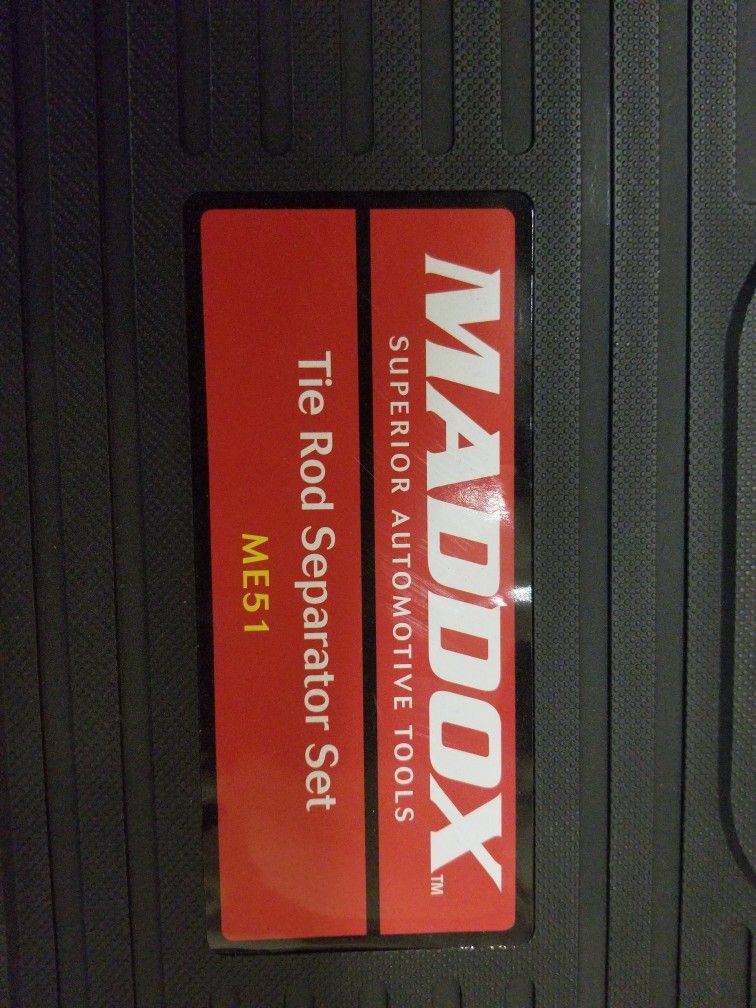 MADDOX™
SUPERIOR AUTOMOTIVE TOOLS
Tie Rod Separator Set
ME51